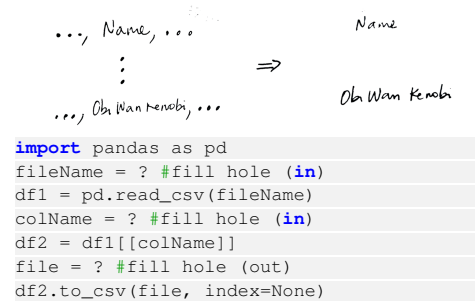 ..., Name, ...
Name
⋮
⇒
..., Obi Wan Kenobi, ...
Obi Wan Kenobi
import pandas as pd
fileName = ? #fill hole (in)
df1 = pd.read_csv(fileName)
colName = ? #fill hole (in)
df2 = df1[[colName]]
file = ? #fill hole (out)
df2.to_csv(file, index=None)